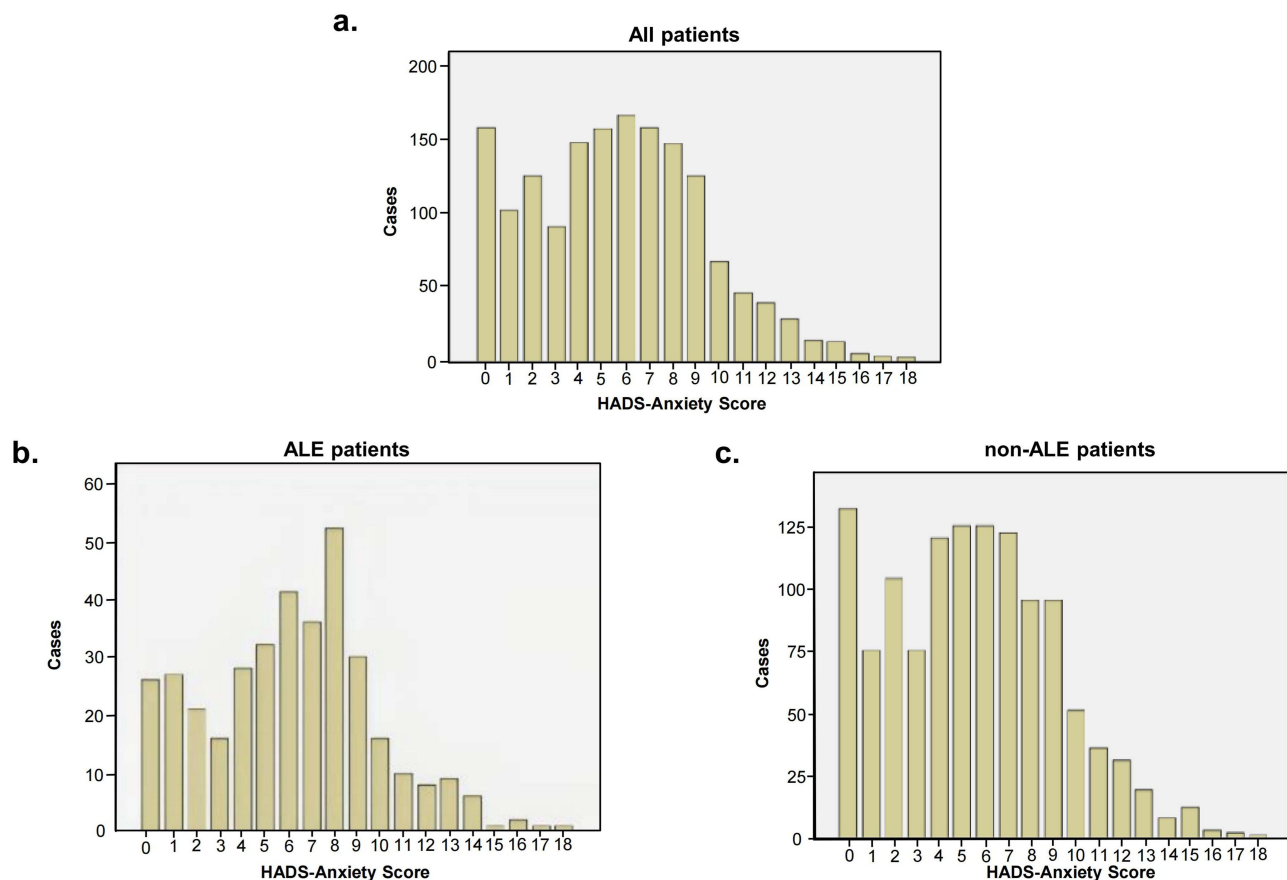 a.
All patients
200
150
100
50
0
Cases
0 1 2 3 4 5 6 7 8 9 10 11 12 13 14 15 16 17 18
HADS-Anxiety Score
b.
ALE patients
60
50
40
30
20
10
0
Cases
0 1 2 3 4 5 6 7 8 9 10 11 12 13 14 15 16 17 18
HADS-Anxiety Score
c.
non-ALE patients
125
100
75
50
25
0
Cases
0 1 2 3 4 5 6 7 8 9 10 11 12 13 14 15 16 17 18
HADS-Anxiety Score